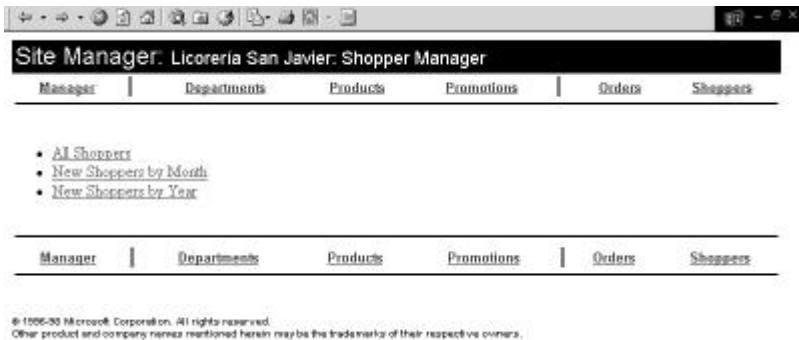 Site Manager: Licorería San Javier: Shopper Manager
Manager Departments Products Promotions Orders Shoppers
All Shoppers
New Shoppers by Month
New Shoppers by Year
Manager Departments Products Promotions Orders Shoppers
© 1996-98 Microsoft Corporation. All rights reserved.
Other product and company names mentioned herein may be the trademarks of their respective owners.